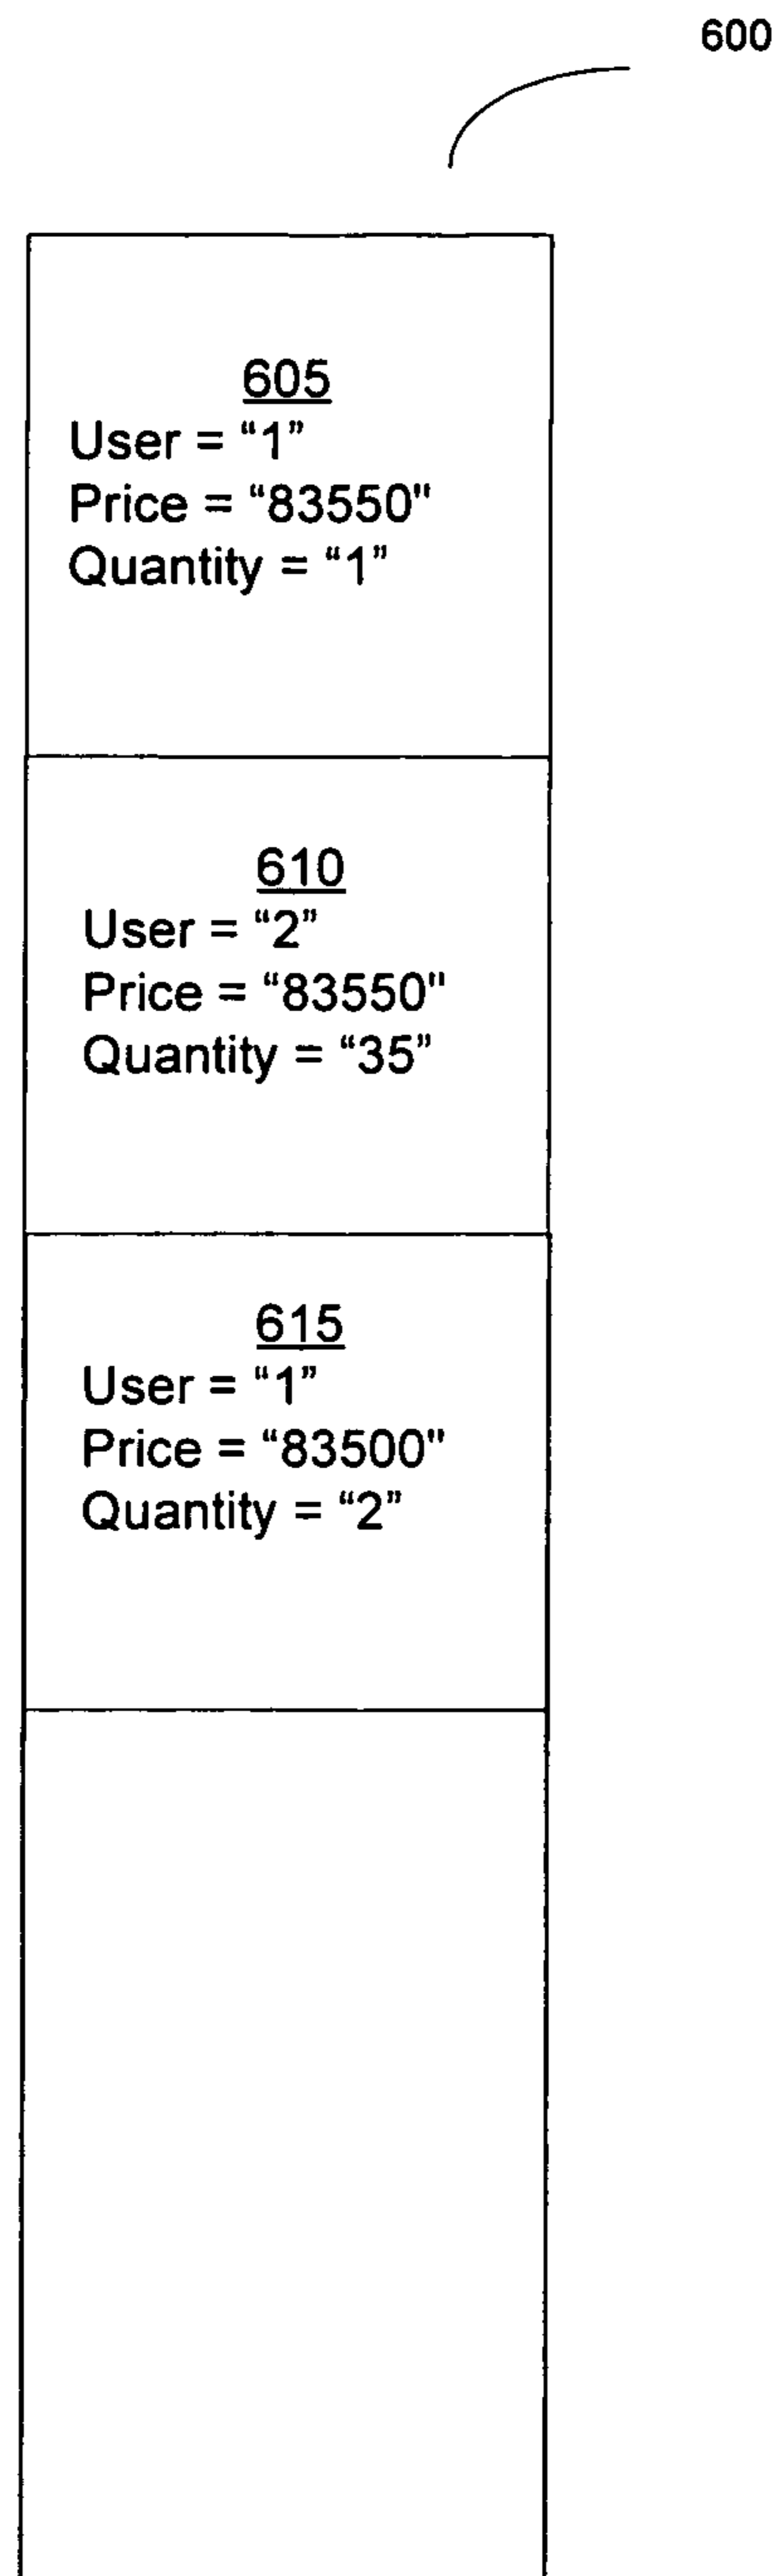 600
605
User = “1”
Price = “83550"
Quantity = “1”
610
User = “2”
Price = “83550"
Quantity = “35”
615
User = “1”
Price = “83500"
Quantity = “2”